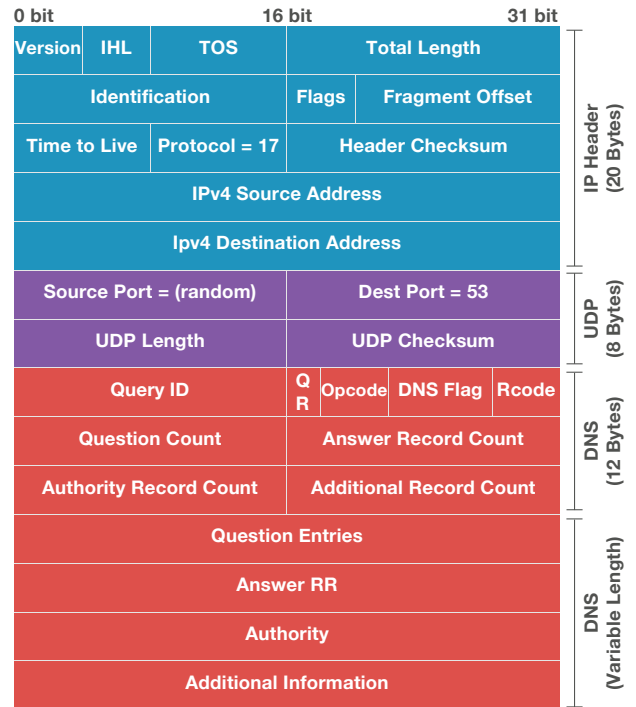 0 bit 16 bit 31 bit
Version IHL TOS Total Length
Identification Flags Fragment Offset
Time to Live Protocol = 17 Header Checksum
IPv4 Source Address
Ipv4 Destination Address
IP Header
(20 Bytes)
Source Port = (random) Dest Port = 53
UDP Length UDP Checksum
UDP
(8 Bytes)
Query ID Q R Opcode DNS Flag Rcode
Question Count Answer Record Count
Authority Record Count Additional Record Count
DNS
(12 Bytes)
Question Entries
Answer RR
Authority
Additional Information
DNS
(Variable Length)